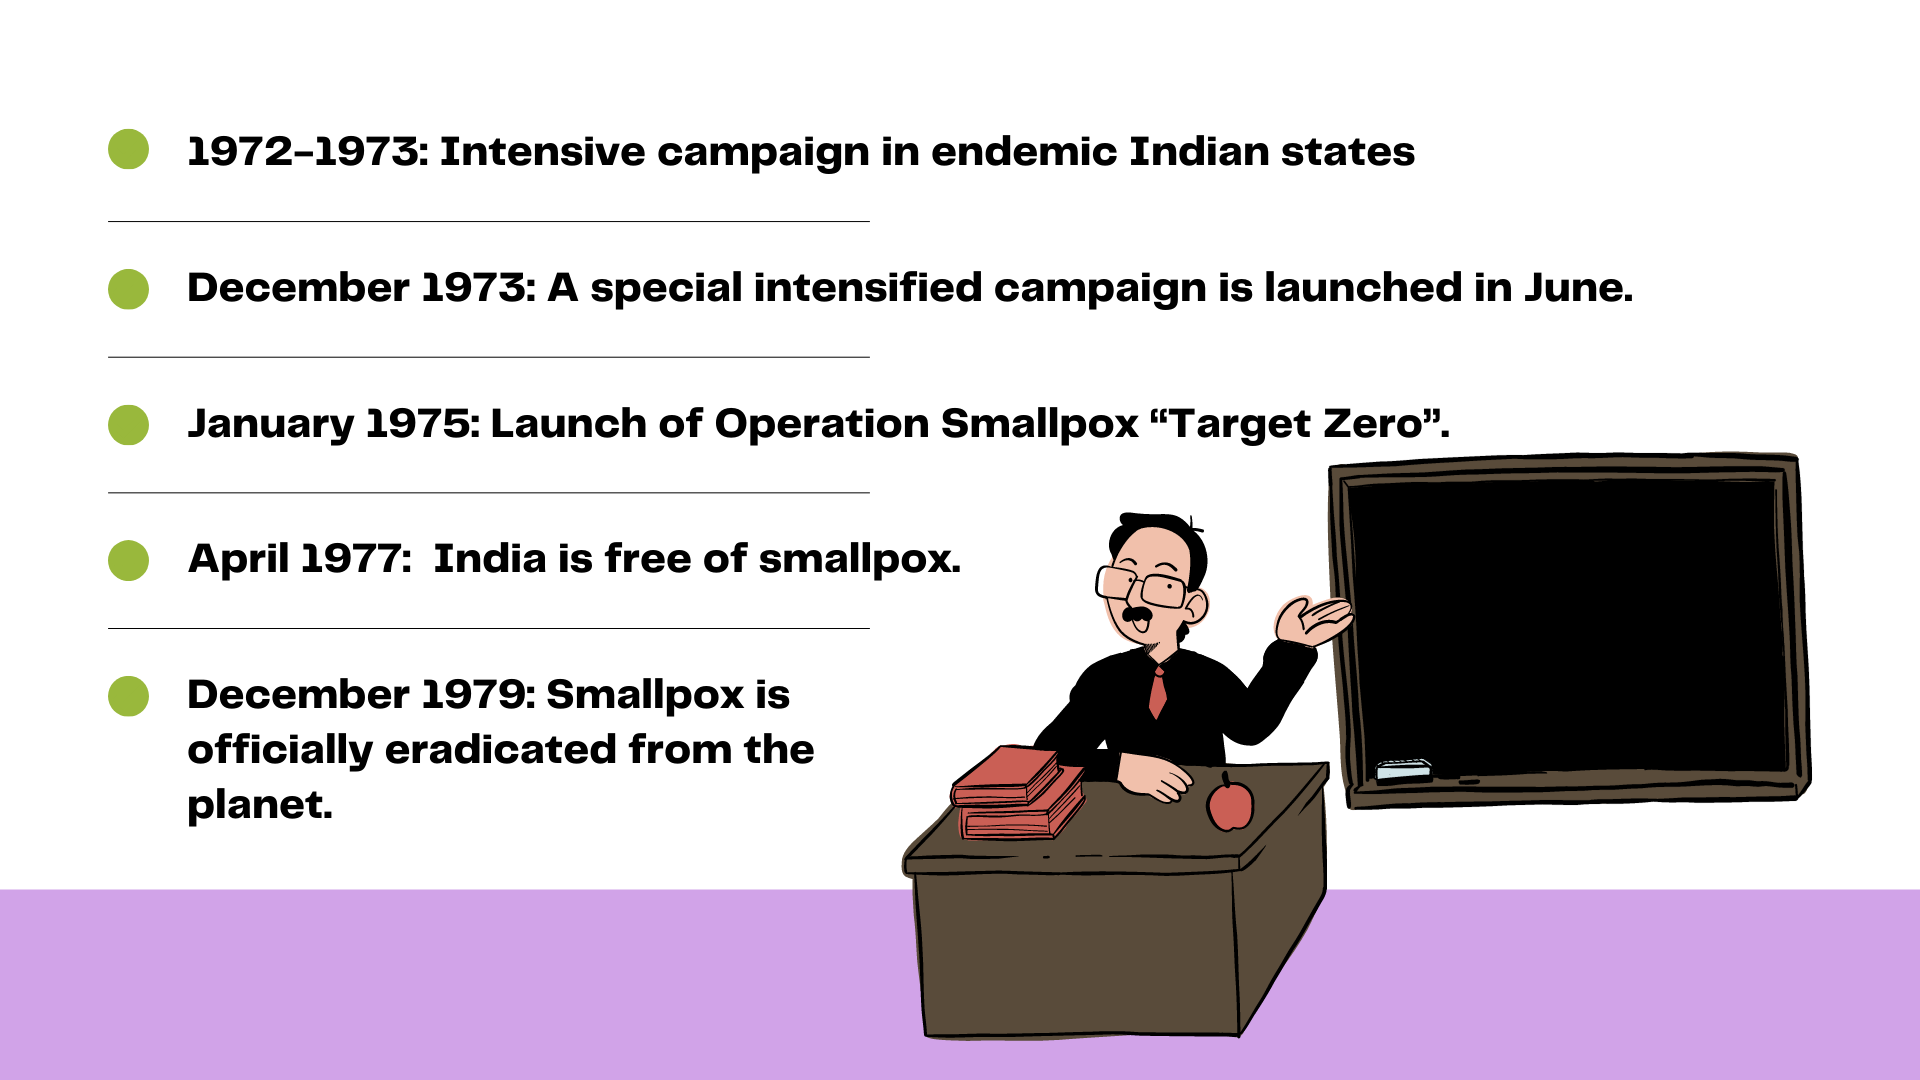 1972-1973: Intensive campaign in endemic Indian states
December 1973: A special intensified campaign is launched in June.
January 1975: Launch of Operation Smallpox “Target Zero”.
April 1977:  India is free of smallpox.
December 1979: Smallpox is
officially eradicated from the
planet.